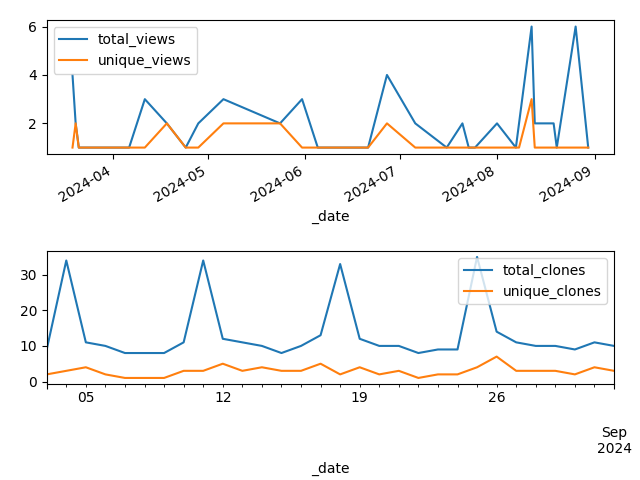 6
4
2
total_views
unique_views
2024-04
2024-05
2024-06
2024-07
2024-08
2024-09
_date
30
20
10
0
total_clones
unique_clones
05
12
19
26
Sep
2024
_date